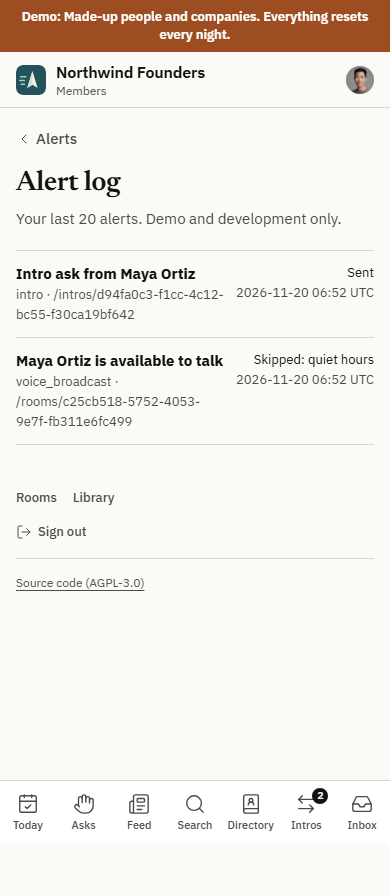 Demo: Made-up people and companies. Everything resets
every night.
Northwind Founders
Members
Alerts
Alert log
Your last 20 alerts. Demo and development only.
Intro ask from Maya Ortiz
Sent
intro · /intros/d94fa0c3-f1cc-4c12-
bc55-f30ca19bf642
2026-11-20 06:52 UTC
Maya Ortiz is available to talk
Skipped: quiet hours
voice_broadcast ·
/rooms/c25cb518-5752-4053-
9e7f-fb311e6fc499
2026-11-20 06:52 UTC
Rooms Library
Sign out
Source code (AGPL-3.0)
2
Today Asks Feed Search Directory Intros Inbox